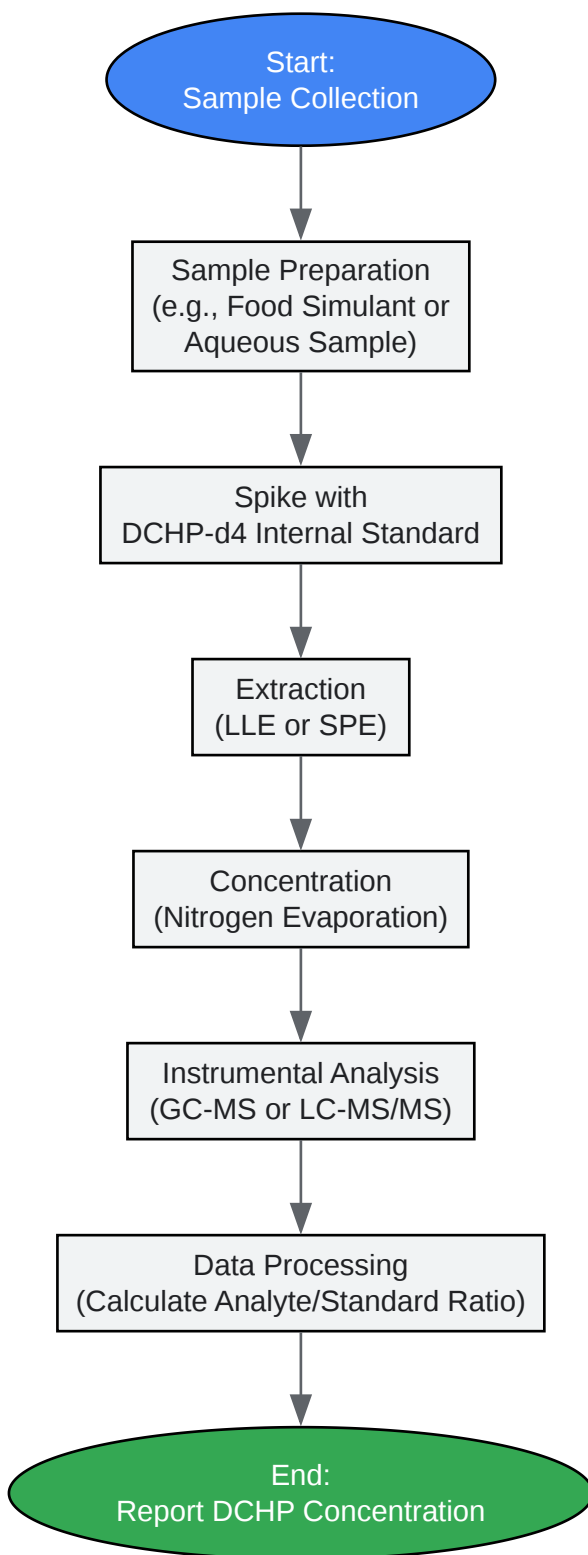 Start:
Sample Collection
Sample Preparation
(e.g., Food Simulant or
Aqueous Sample)
Spike with
DCHP-d4 Internal Standard
Extraction
(LLE or SPE)
Concentration
(Nitrogen Evaporation)
Instrumental Analysis
(GC-MS or LC-MS/MS)
Data Processing
(Calculate Analyte/Standard Ratio)
End:
Report DCHP Concentration